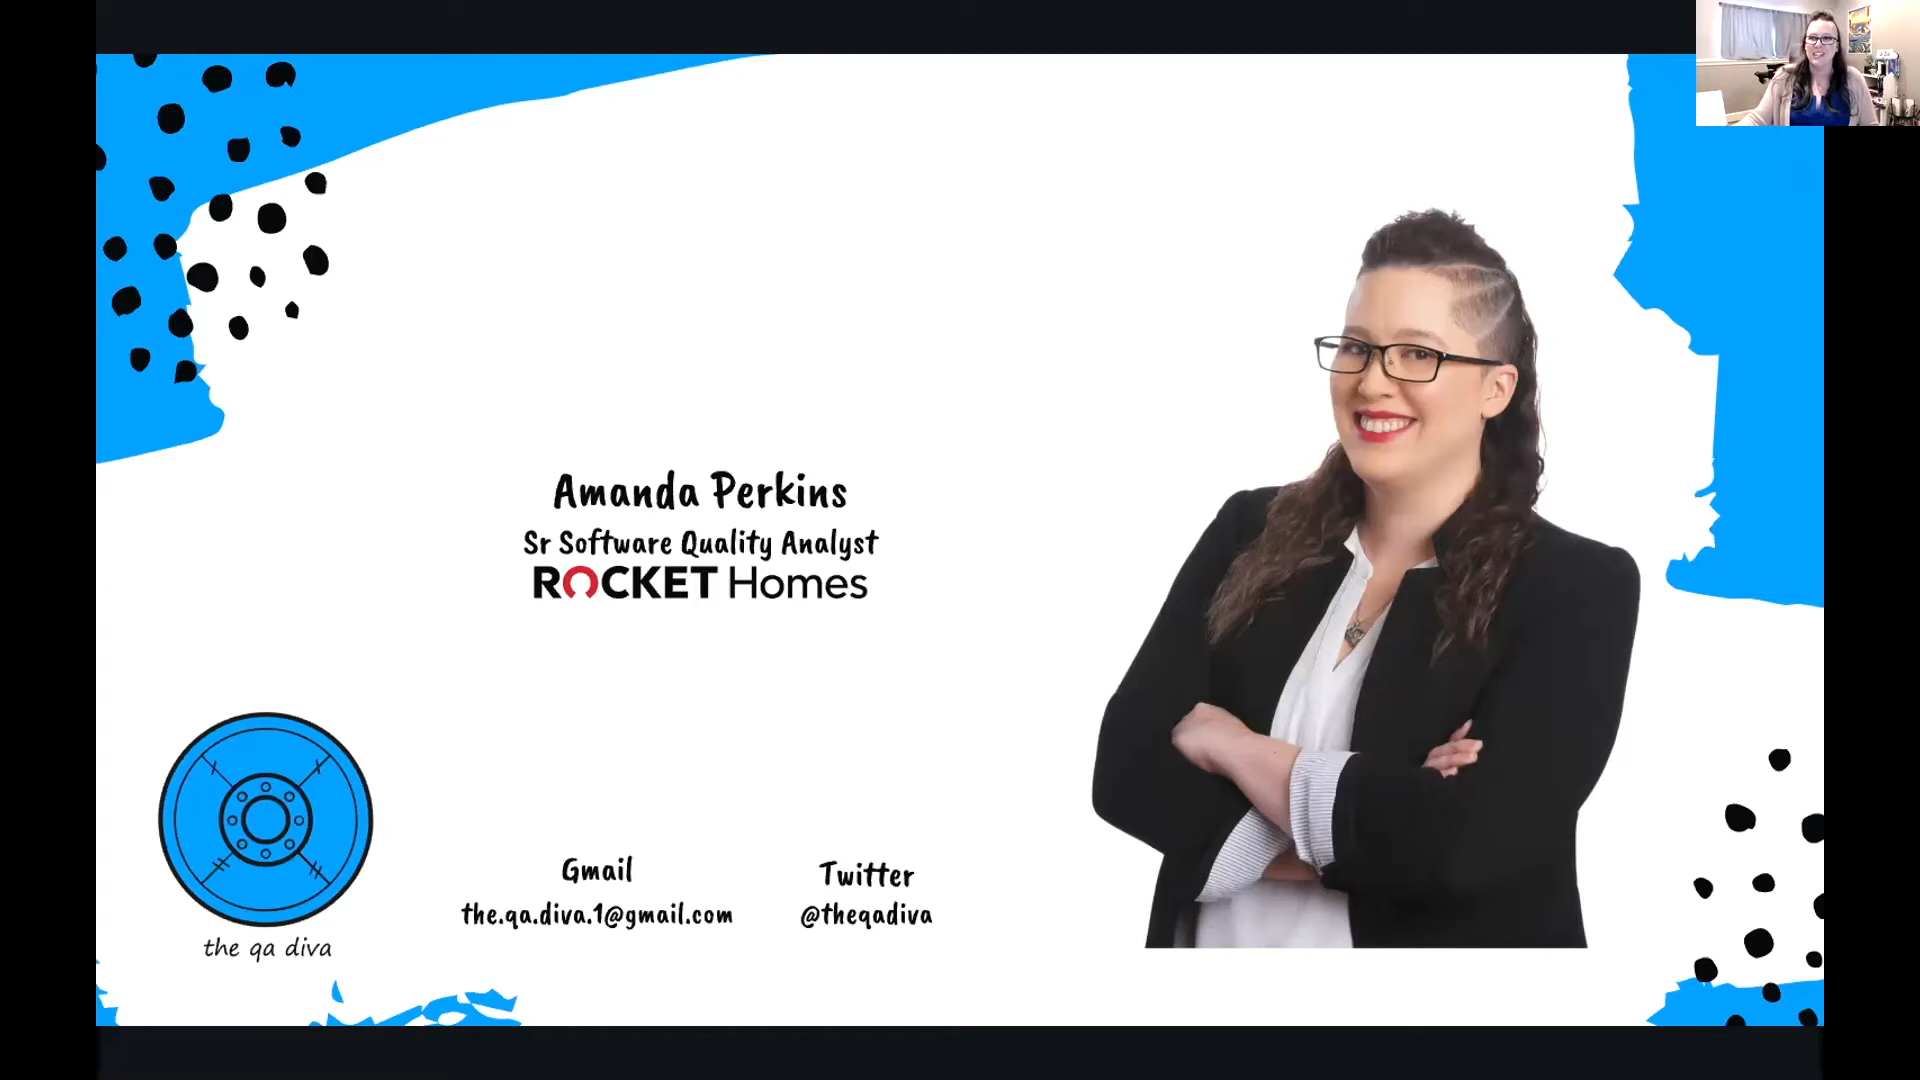 Amanda Perkins
Sr Software Quality Analyst
ROCKET Homes
Gmail
the.qa.diva.1@gmail.com
Twitter
@theqadiva
the qa diva